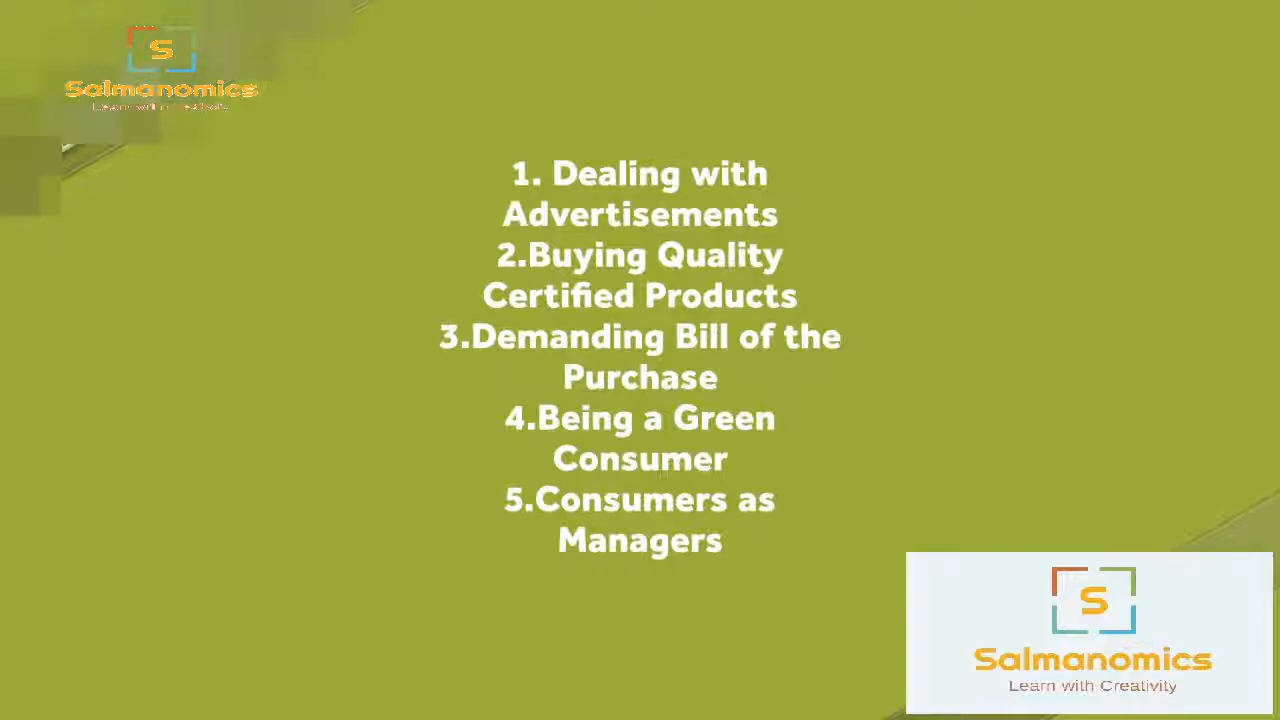 S
Salmanomics
1. Dealing with
Advertisements
2.Buying Quality
Certified Products
3.Demanding Bill of the
Purchase
4.Being a Green
Consumer
5.Consumers as
Managers
S
Salmanomics
Learn with Creativity